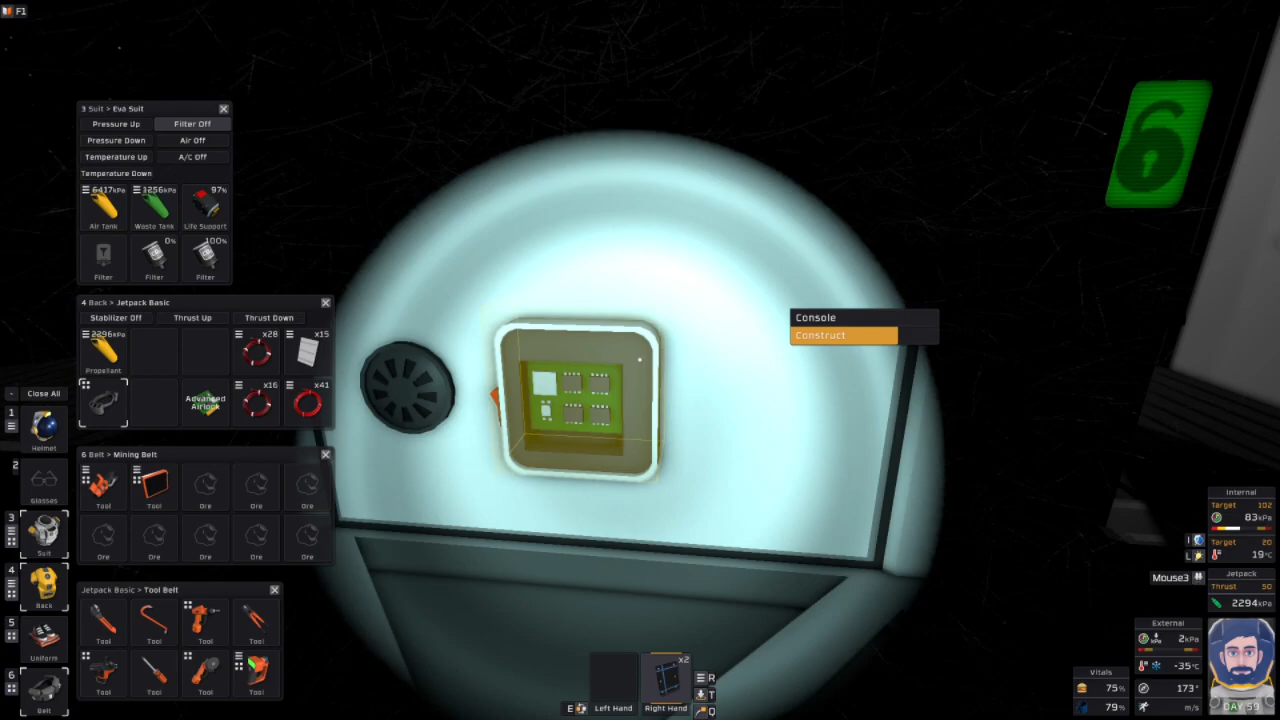 F1
6
3 Suit > Eva Suit
Pressure Up Filter Off
Pressure Down Air Off
Temperature Up A/C Off
Temperature Down
6417kPa 1256kPa 97%
Air Tank Waste Tank Life Support
0% 100%
Filter Filter Filter
4 Back > Jetpack Basic
Stabilizer Off Thrust Up Thrust Down
2296kPa x28 x15
Propellant
Advanced x16 x41
Airlock
Console
Construct
- Close All
1
Helmet
2
Glasses
3
Suit
4
Back
5
Uniform
6
Belt
6 Belt > Mining Belt
Tool Tool Ore Ore Ore
Ore Ore Ore Ore Ore
Jetpack Basic > Tool Belt
Tool Tool Tool Tool
Tool Tool Tool Tool
x2
R
T
E Left Hand Right Hand Q
Internal
Target 102
83kPa
Target 20
I
L 19°C
Mouse3
Jetpack
Thrust 50
2294kPa
External
kPa 2kPa
-35°C
Vitals
75% 173°
79% m/s
DAY 59